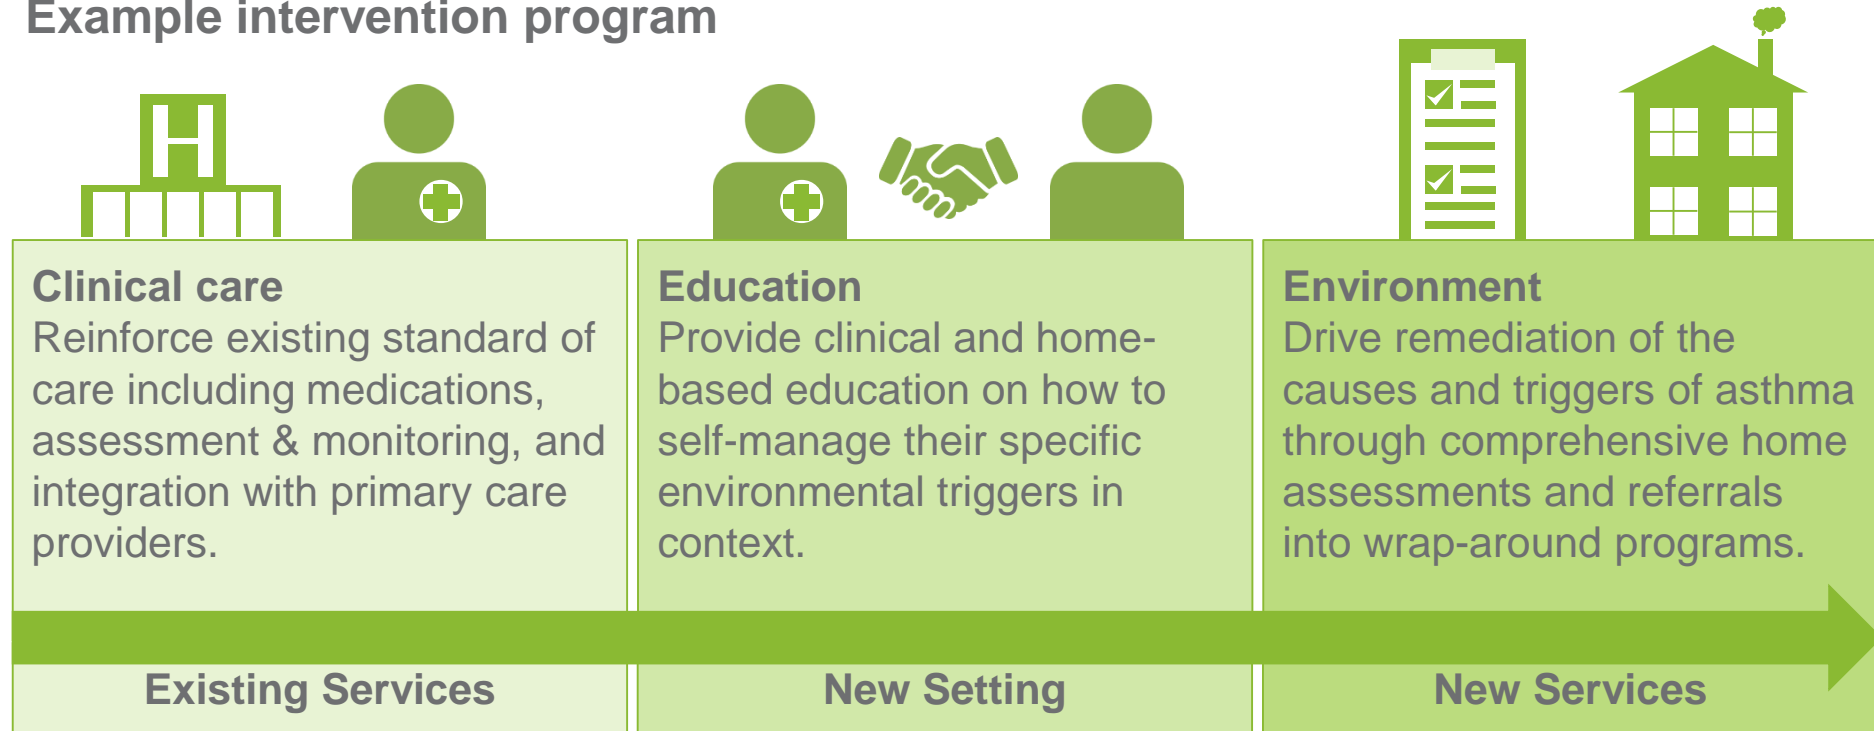 Example intervention program
H
Clinical care
Reinforce existing standard of
care including medications,
assessment & monitoring, and
integration with primary care
providers.
Education
Provide clinical and home-
based education on how to
self-manage their specific
environmental triggers in
context.
Environment
Drive remediation of the
causes and triggers of asthma
through comprehensive home
assessments and referrals
into wrap-around programs.
Existing Services
New Setting
New Services